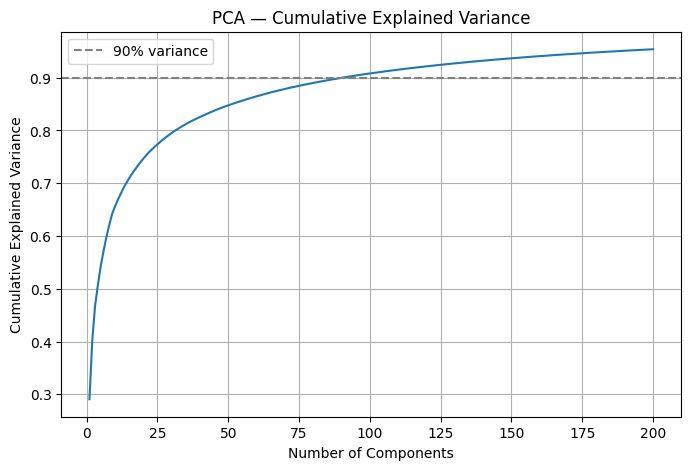 PCA — Cumulative Explained Variance
90% variance
Cumulative Explained Variance
0.9
0.8
0.7
0.6
0.5
0.4
0.3
0 25 50 75 100 125 150 175 200
Number of Components